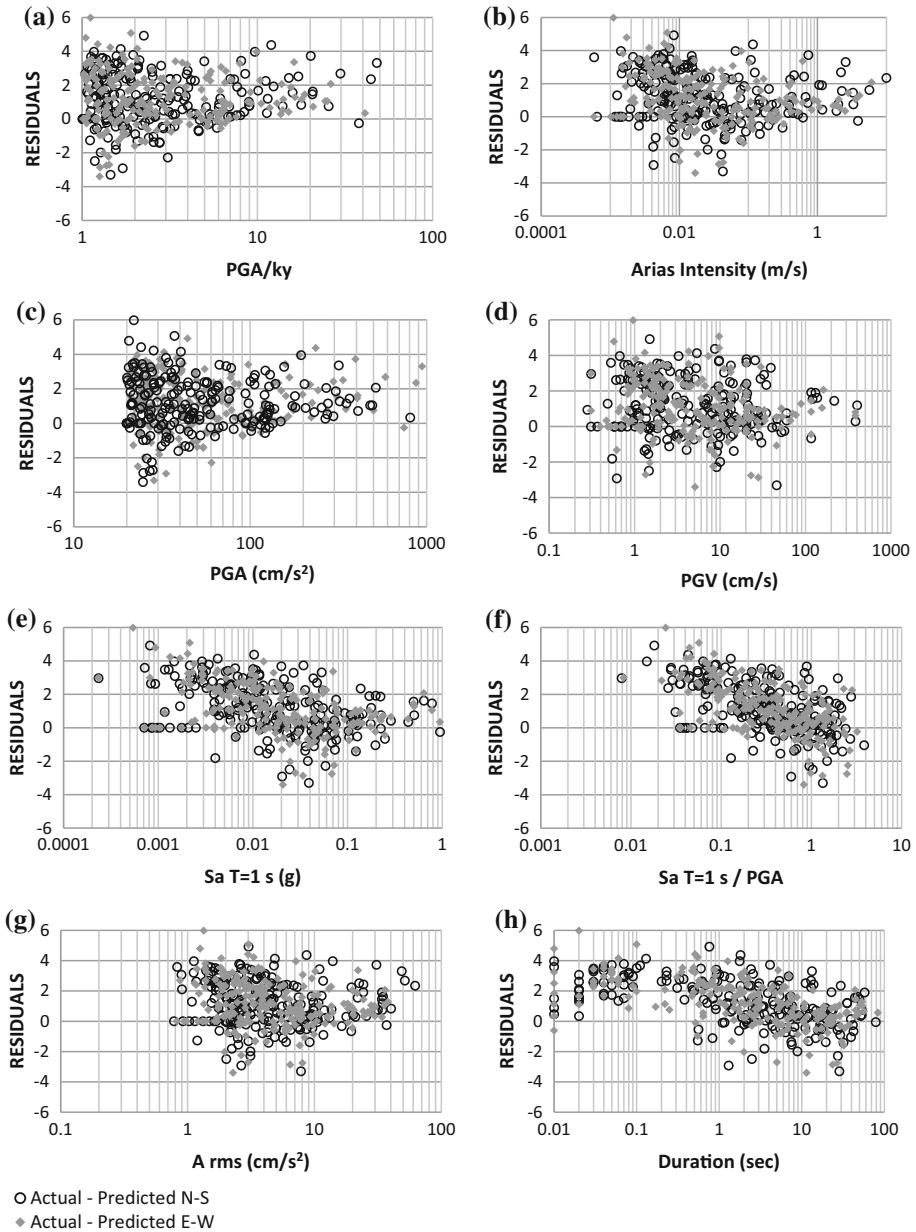 (a)
6
4
2
0
-2
-4
-6
RESIDUALS
1 10 100
PGA/ky
(b)
6
4
2
0
-2
-4
-6
RESIDUALS
0.0001 0.01 1
Arias Intensity (m/s)
(c)
6
4
2
0
-2
-4
-6
RESIDUALS
10 100 1000
PGA (cm/s²)
(d)
6
4
2
0
-2
-4
-6
RESIDUALS
0.1 1 10 100 1000
PGV (cm/s)
(e)
6
4
2
0
-2
-4
-6
RESIDUALS
0.0001 0.001 0.01 0.1 1
Sa T=1 s (g)
(f)
6
4
2
0
-2
-4
-6
RESIDUALS
0.001 0.01 0.1 1 10
Sa T=1 s / PGA
(g)
6
4
2
0
-2
-4
-6
RESIDUALS
0.1 1 10 100
A rms (cm/s²)
(h)
6
4
2
0
-2
-4
-6
RESIDUALS
0.01 0.1 1 10 100
Duration (sec)
Actual - Predicted N-S
Actual - Predicted E-W